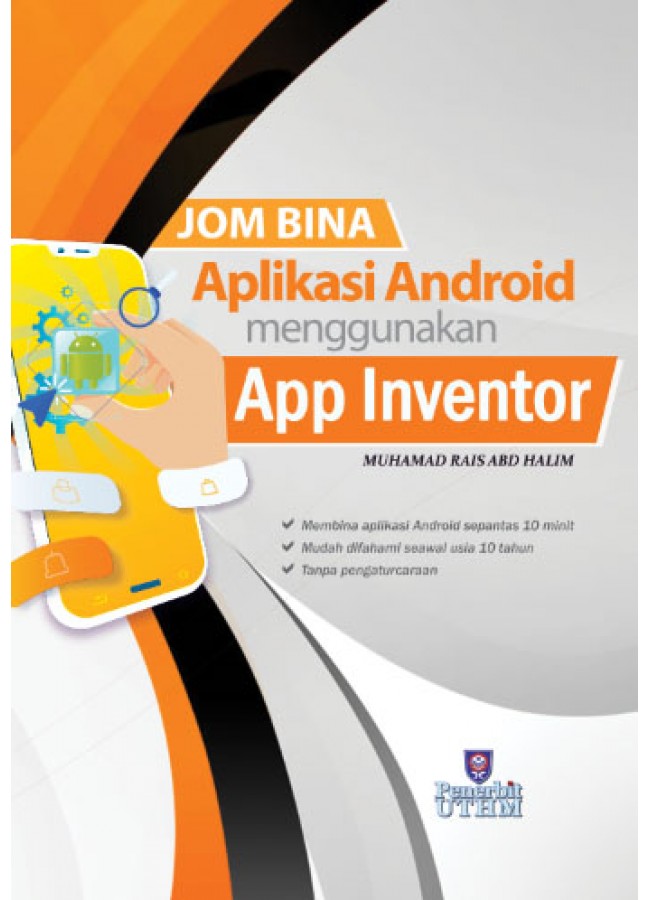 JOM BINA
Aplikasi Android
menggunakan
App Inventor
MUHAMAD RAIS ABD HALIM
Membina aplikasi Android sepantas 10 minit
Mudah difahami seawal usia 10 tahun
Tanpa pengaturcaraan
Penerbit
UTHM